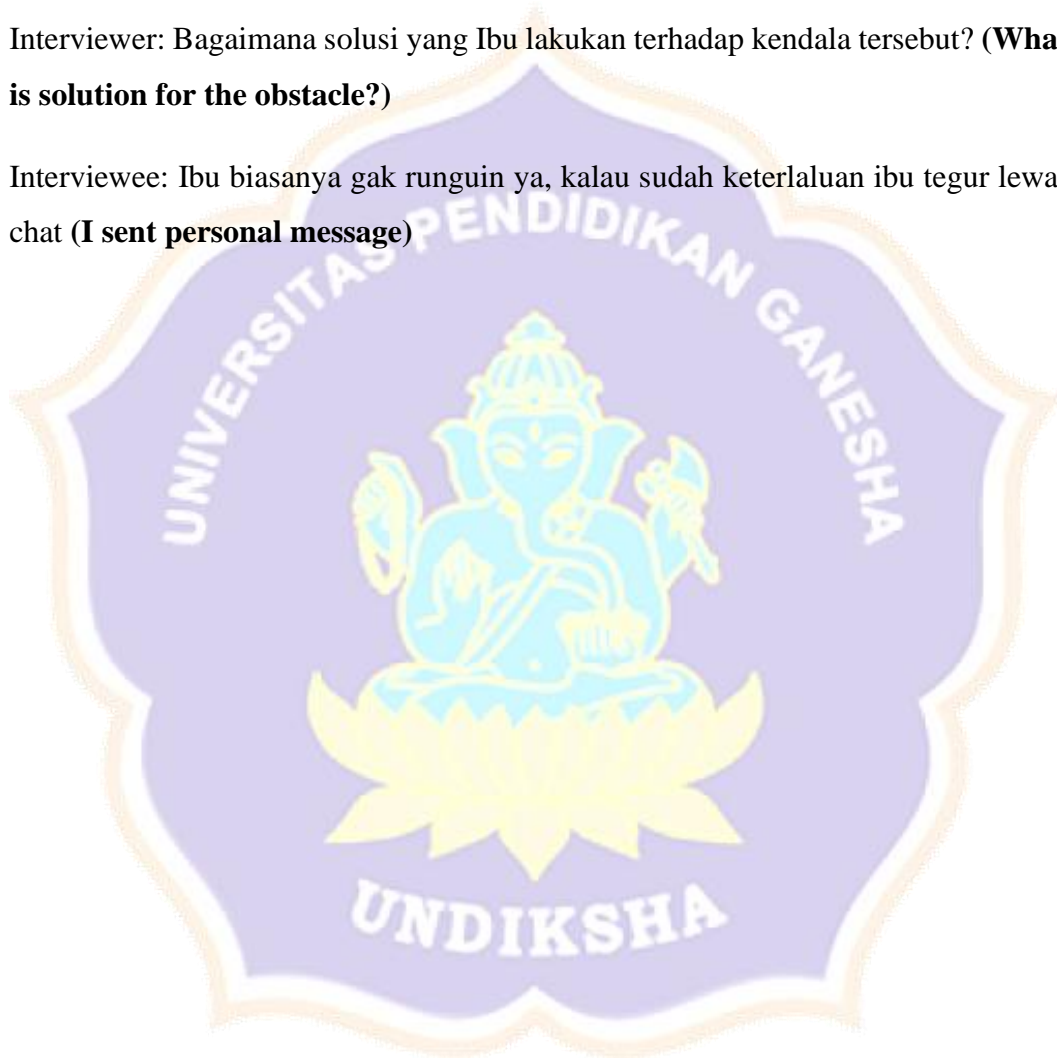 Interviewer: Bagaimana solusi yang Ibu lakukan terhadap kendala tersebut? (Wha
is solution for the obstacle?)
Interviewee: Ibu biasanya gak runguin ya, kalau sudah keterlaluan ibu tegur lewa
chat (I sent personal message)
UNIVERSITAS PENDIDIKAN GANESHA
UNDIKSHA